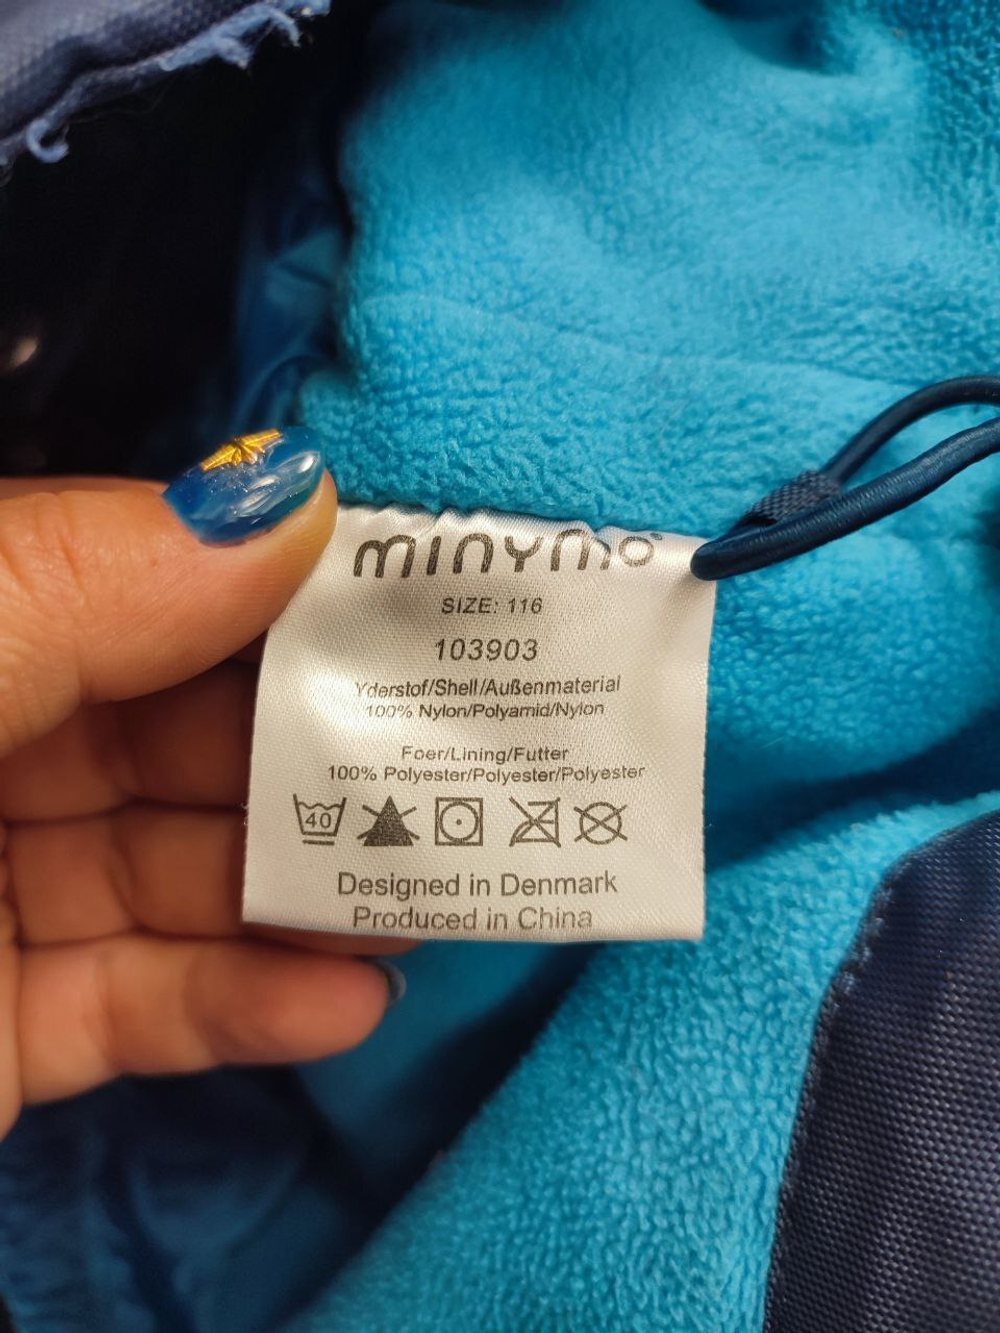 minymo
SIZE: 116
103903
Yderstof/Shell/Außenmaterial
100% Nylon/Polyamid/Nylon
Foer/Lining/Futter
100% Polyester/Polyester/Polyester
40
Designed in Denmark
Produced in China